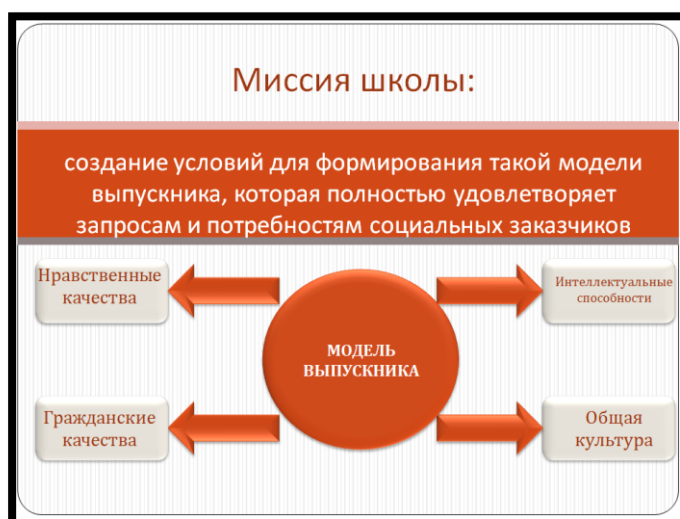 Миссия школы:
создание условий для формирования такой модели
выпускника, которая полностью удовлетворяет
запросам и потребностям социальных заказчиков
Нравственные
качества
Интеллектуальные
способности
МОДЕЛЬ
ВЫПУСКНИКА
Гражданские
качества
Общая
культура